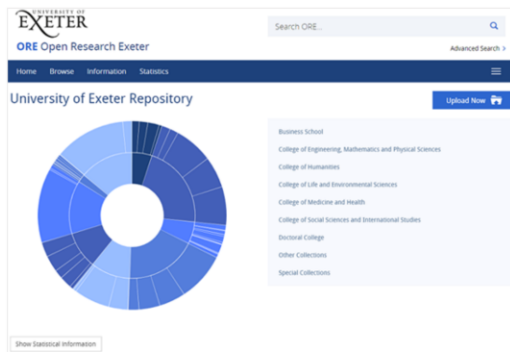 UNIVERSITY OF
EXETER
Search ORE...
ORE Open Research Exeter
Advanced Search >
Home Browse Information Statistics
University of Exeter Repository
Upload Now
Business School
College of Engineering, Mathematics and Physical Sciences
College of Humanities
College of Life and Environmental Sciences
College of Medicine and Health
College of Social Sciences and International Studies
Doctoral College
Other Collections
Special Collections
Show Statistical Information